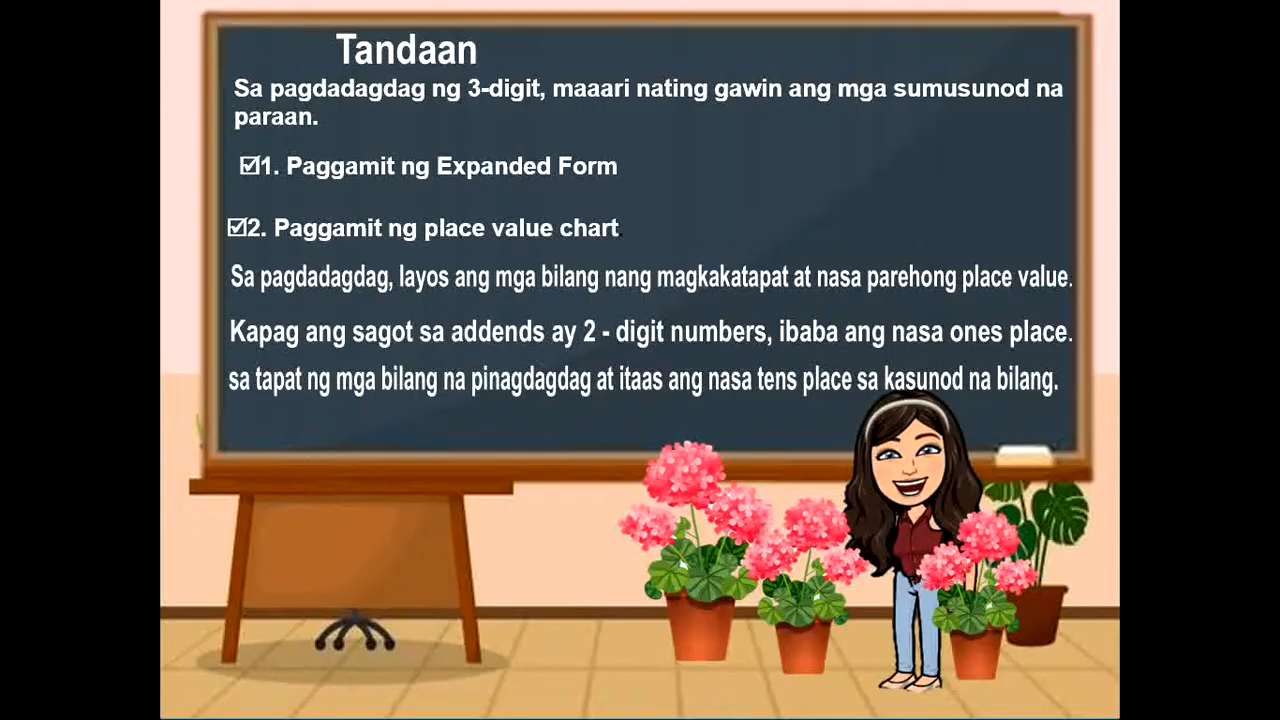 Tandaan
Sa pagdadagdag ng 3-digit, maaari nating gawin ang mga sumusunod na
paraan.
☑1. Paggamit ng Expanded Form
☑2. Paggamit ng place value chart.
Sa pagdadagdag, layos ang mga bilang nang magkakatapat at nasa parehong place value.
Kapag ang sagot sa addends ay 2 - digit numbers, ibaba ang nasa ones place.
sa tapat ng mga bilang na pinagdagdag at itaas ang nasa tens place sa kasunod na bilang.